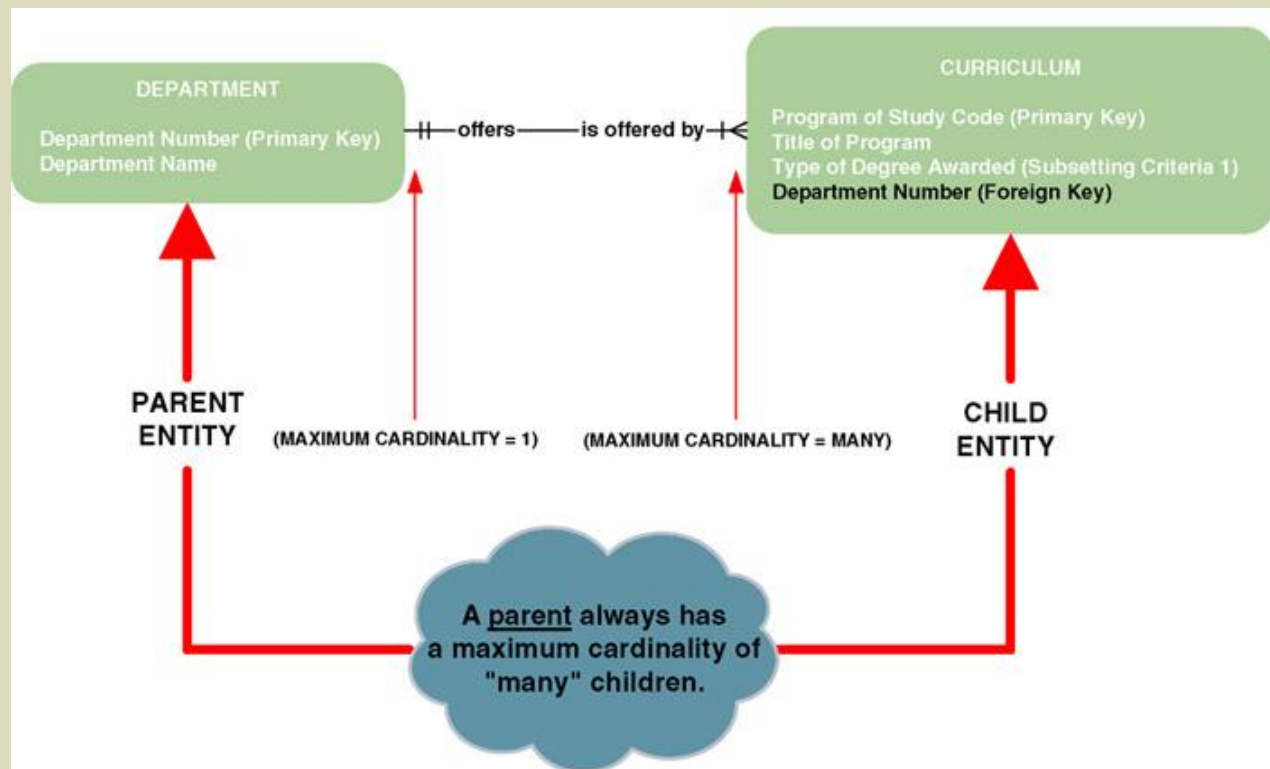 DEPARTMENT
Department Number (Primary Key)
Department Name
offers
is offered by
CURRICULUM
Program of Study Code (Primary Key)
Title of Program
Type of Degree Awarded (Subsetting Criteria 1)
Department Number (Foreign Key)
PARENT
ENTITY
(MAXIMUM CARDINALITY = 1)
(MAXIMUM CARDINALITY = MANY)
CHILD
ENTITY
A parent always has
a maximum cardinality of
"many" children.